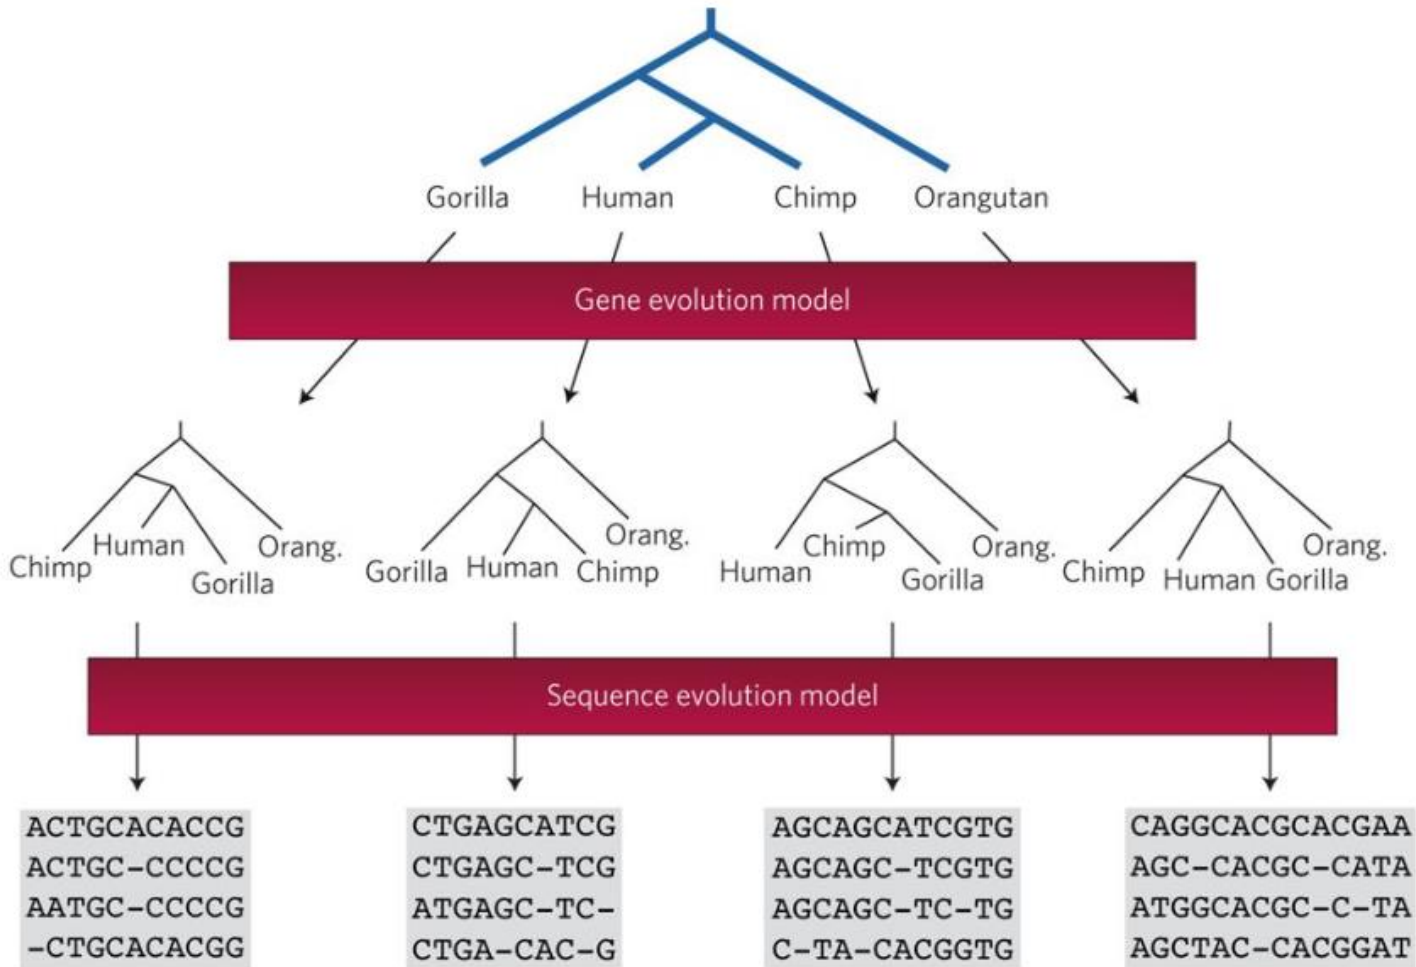 Gorilla Human Chimp Orangutan
Gene evolution model
Chimp Human Gorilla Orang.
Gorilla Human Chimp Orang.
Human Chimp Gorilla Orang.
Chimp Human Gorilla Orang.
Sequence evolution model
ACTGCACACCG
ACTGC-CCCCG
AATGC-CCCCG
-CTGCACACGG
CTGAGCATCG
CTGAGC-TCG
ATGAGC-TC-
CTGA-CAC-G
AGCAGCATCGTG
AGCAGC-TCGTG
AGCAGC-TC-TG
C-TA-CACGGTG
CAGGCACGCACGAA
AGC-CACGC-CATA
ATGGCACGC-C-TA
AGCTAC-CACGGAT